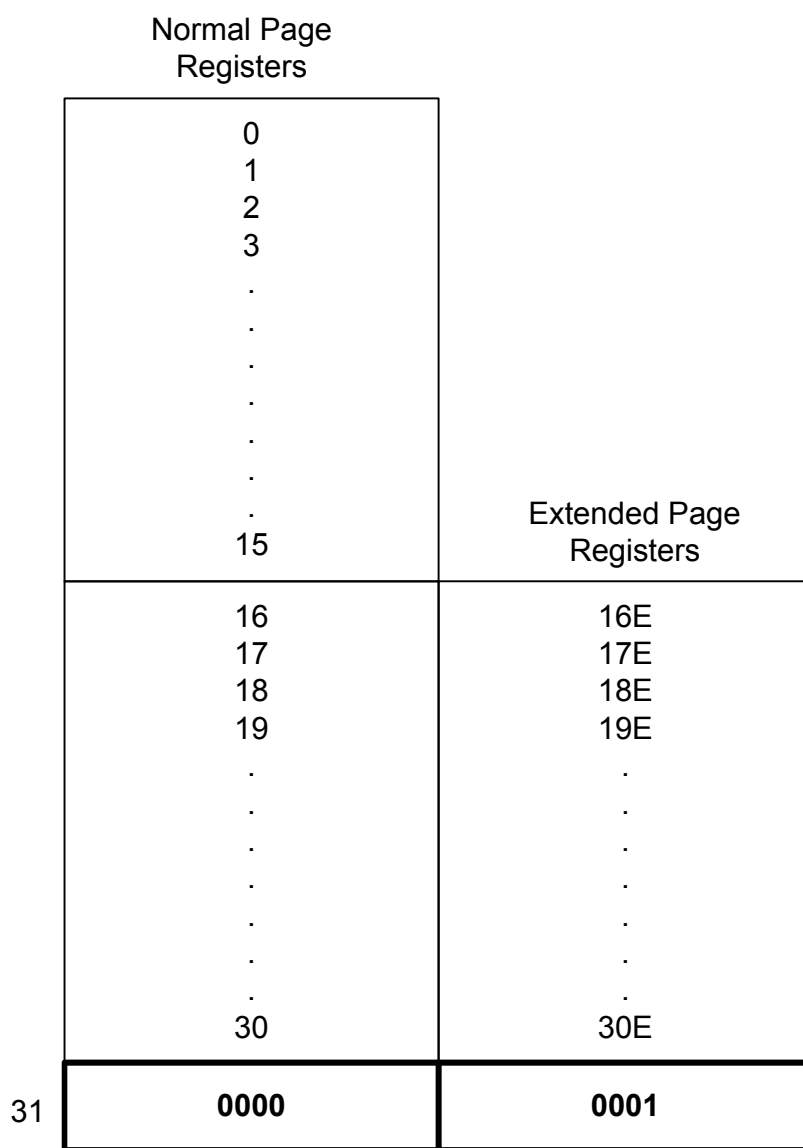 Normal Page
Registers
0
1
2
3
.
.
.
.
.
.
.
15
Extended Page
Registers
16 16E
17 17E
18 18E
19 19E
. .
. .
. .
. .
. .
. .
. .
30 30E
31 0000 0001